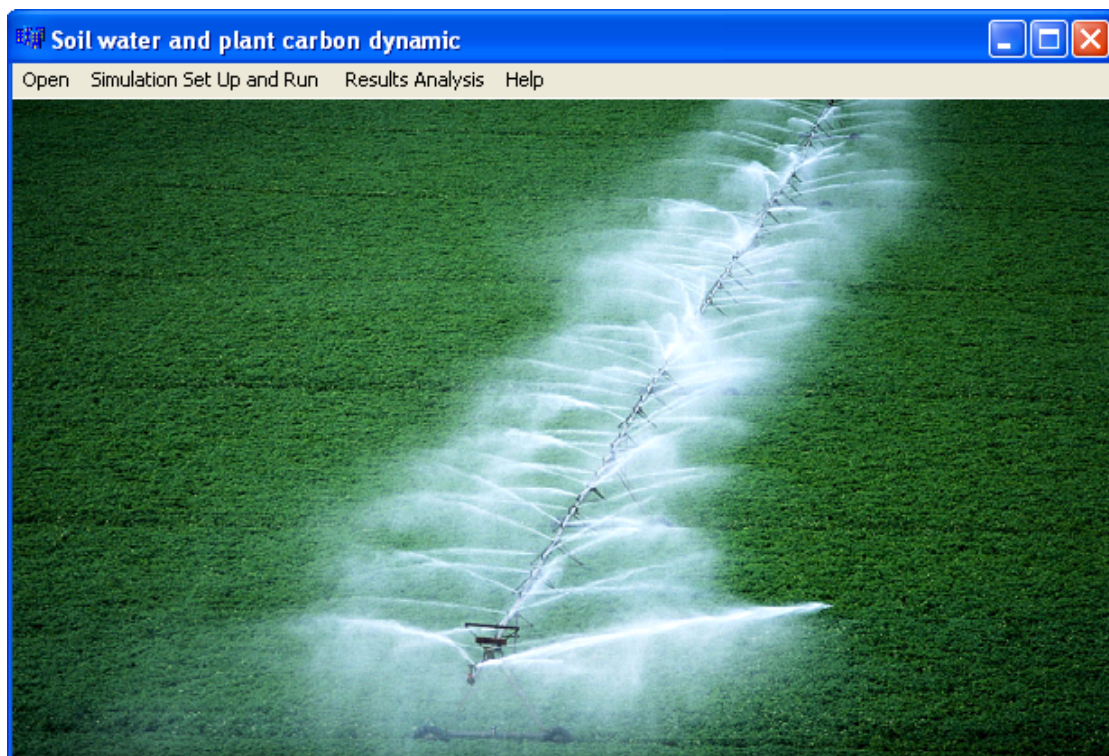 Soil water and plant carbon dynamic
Open Simulation Set Up and Run Results Analysis Help